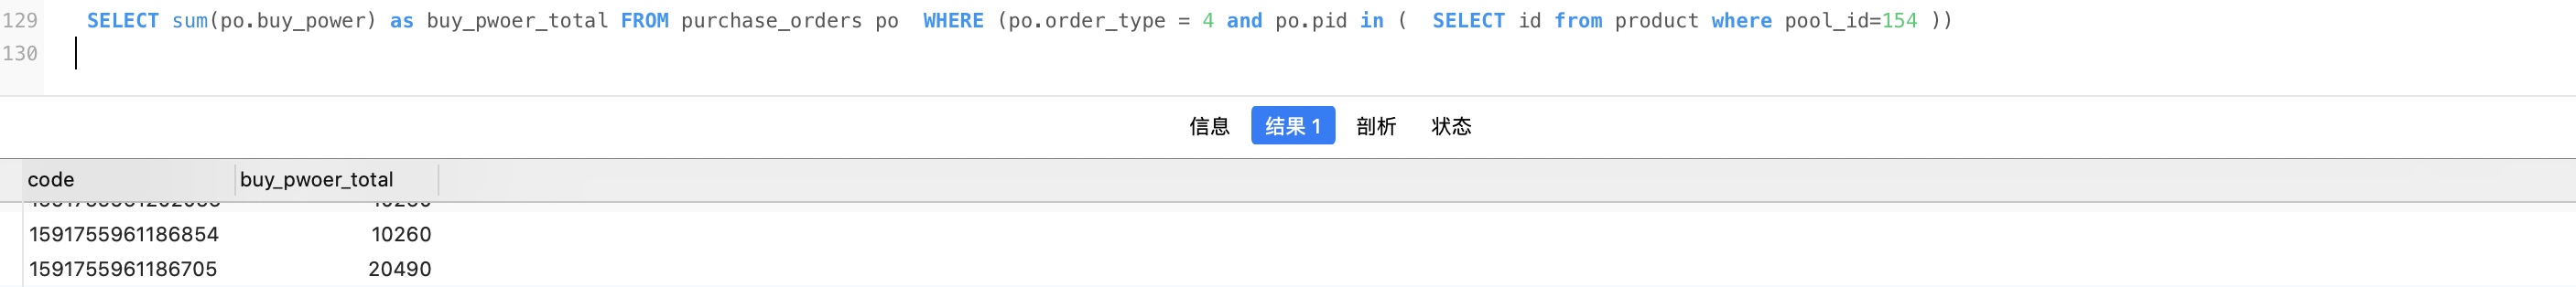 129 SELECT sum(po.buy_power) as buy_pwoer_total FROM purchase_orders po WHERE (po.order_type = 4 and po.pid in ( SELECT id from product where pool_id=154 ))
130
信息 结果 1 剖析 状态
code buy_pwoer_total
1591755961186854 10260
1591755961186705 20490